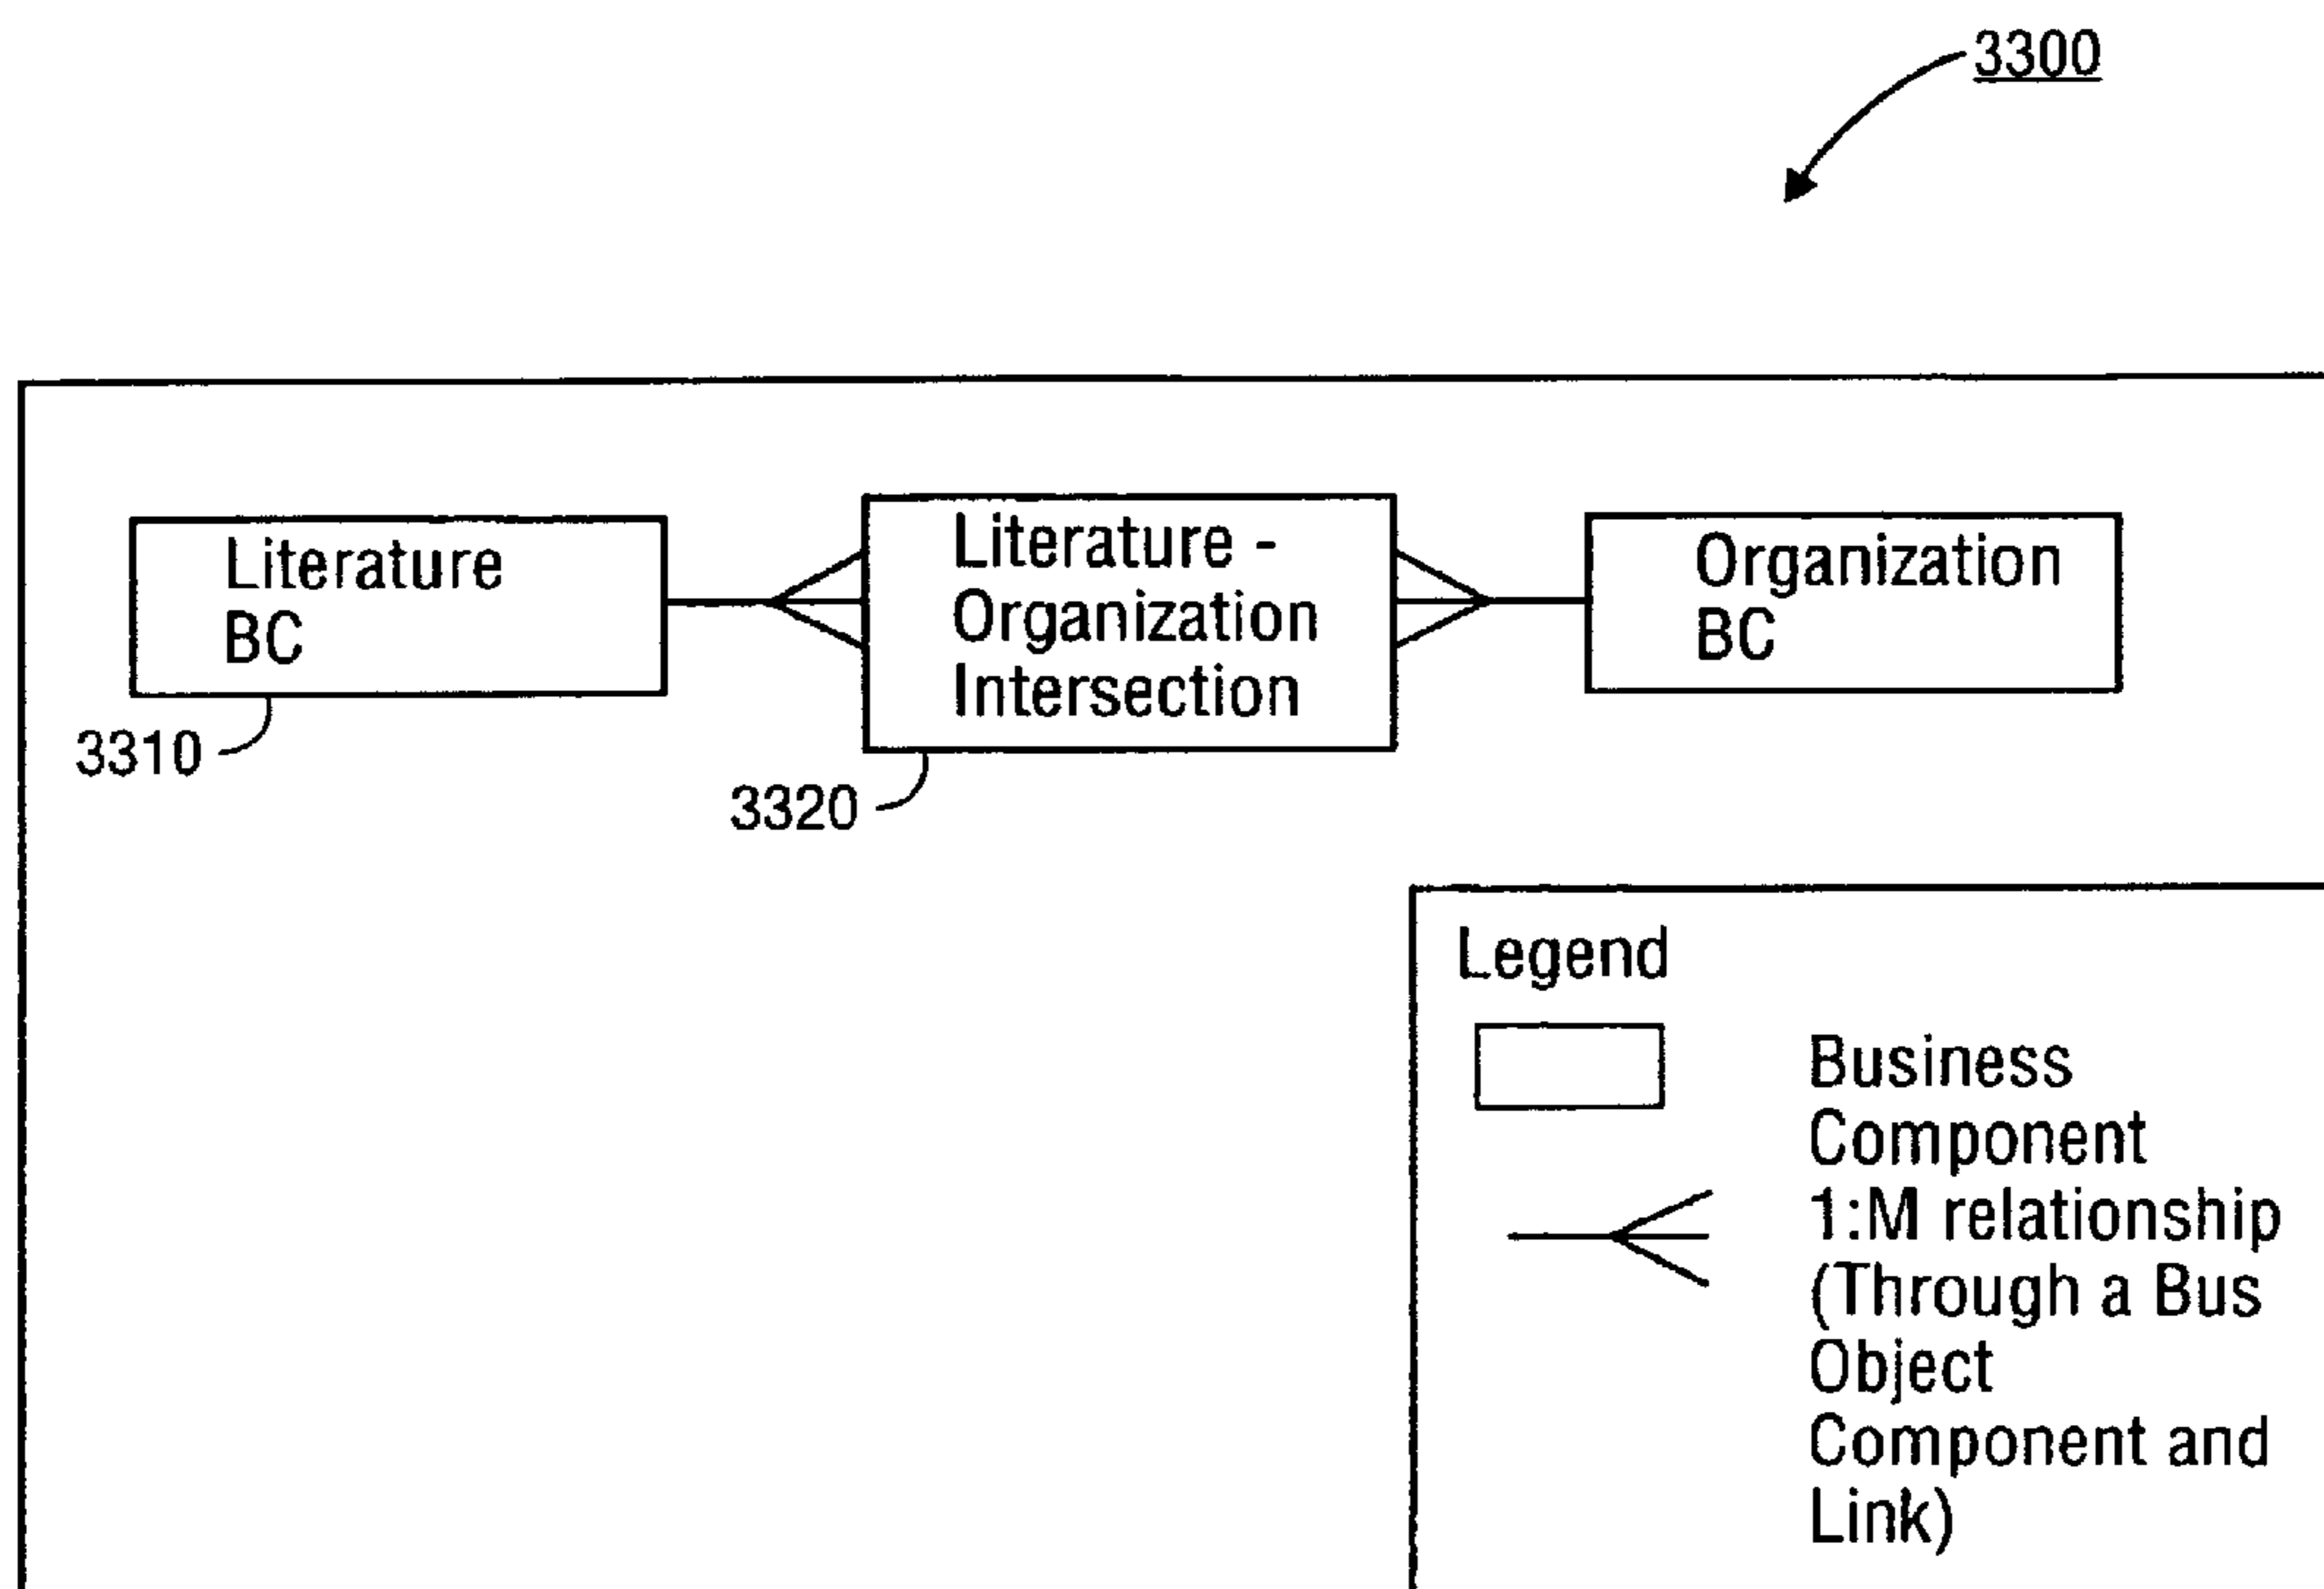 3300
Literature
BC
3310
Literature -
Organization
Intersection
3320
Organization
BC
Legend
Business
Component
1:M relationship
(Through a Bus
Object
Component and
Link)